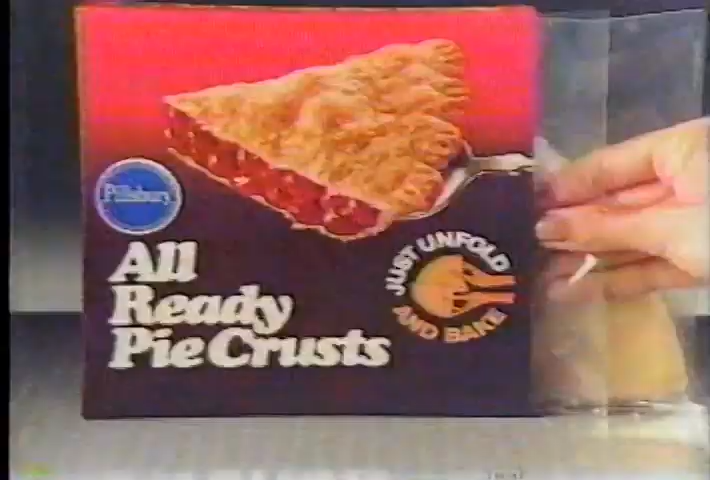 Pillsbury
All
Ready
Pie Crusts
JUST UNFOLD
AND BAKE